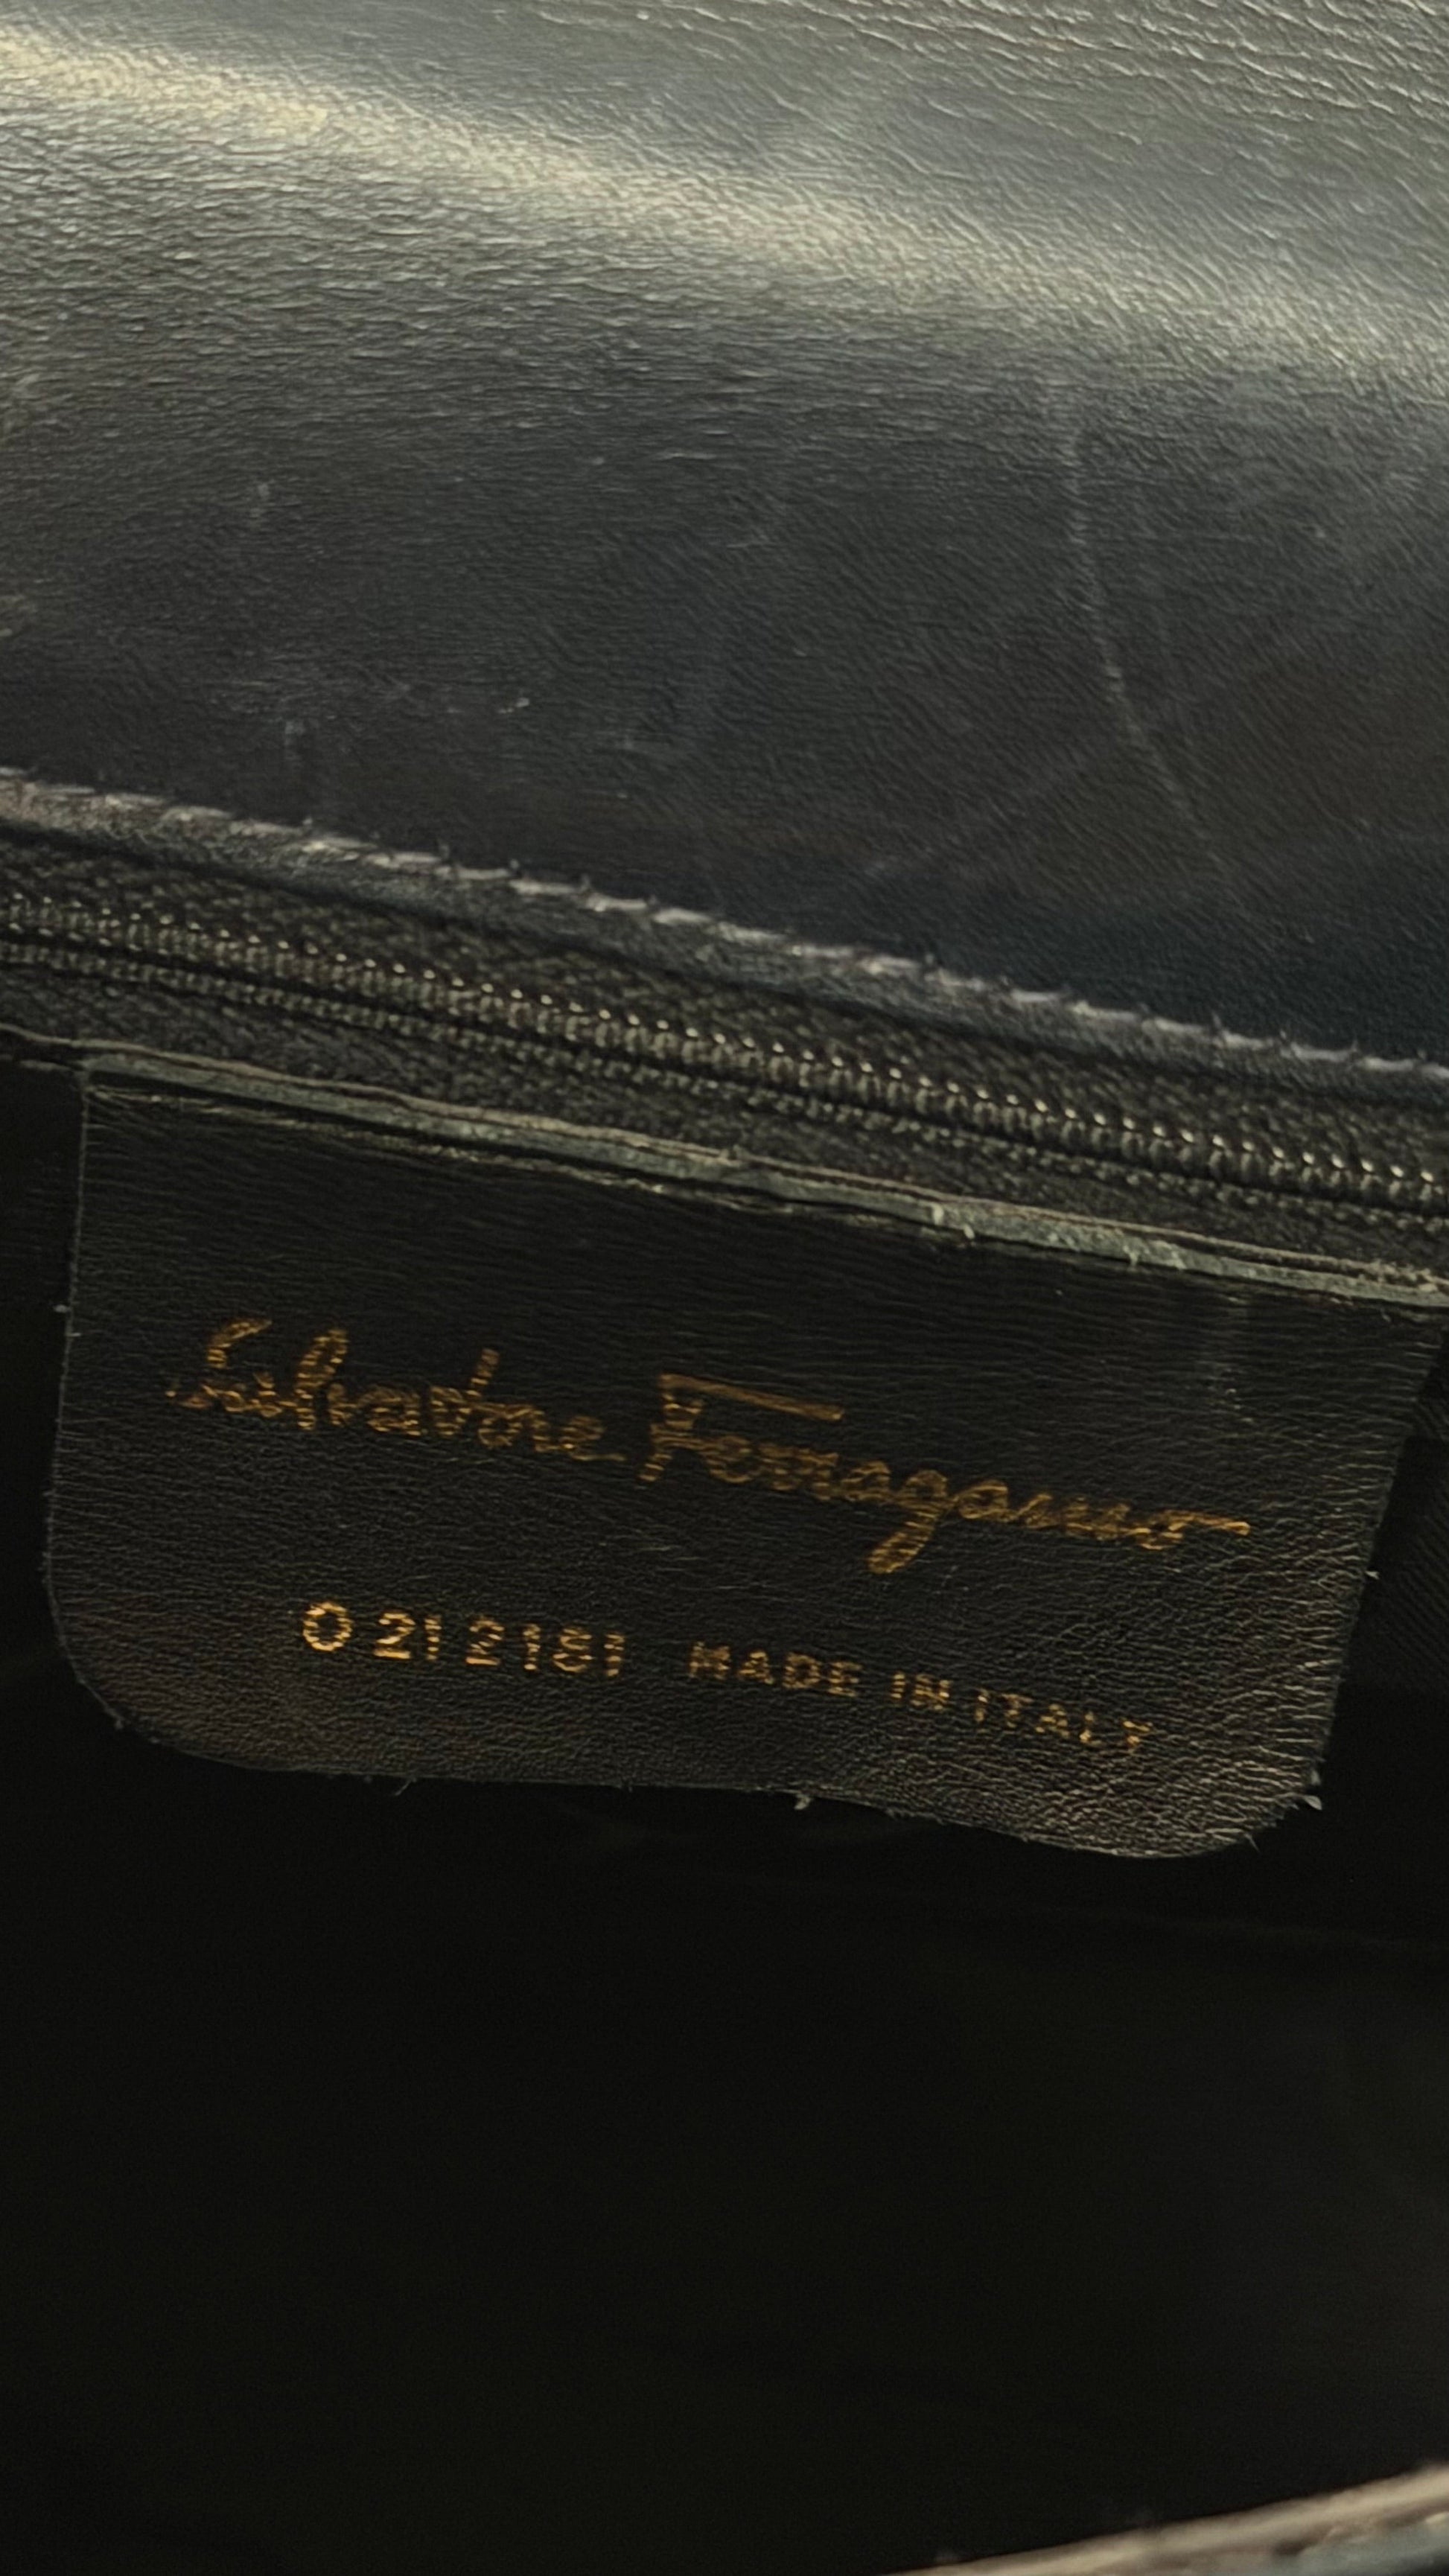 Salvatore Ferragamo
O 21 2181 MADE IN ITALY